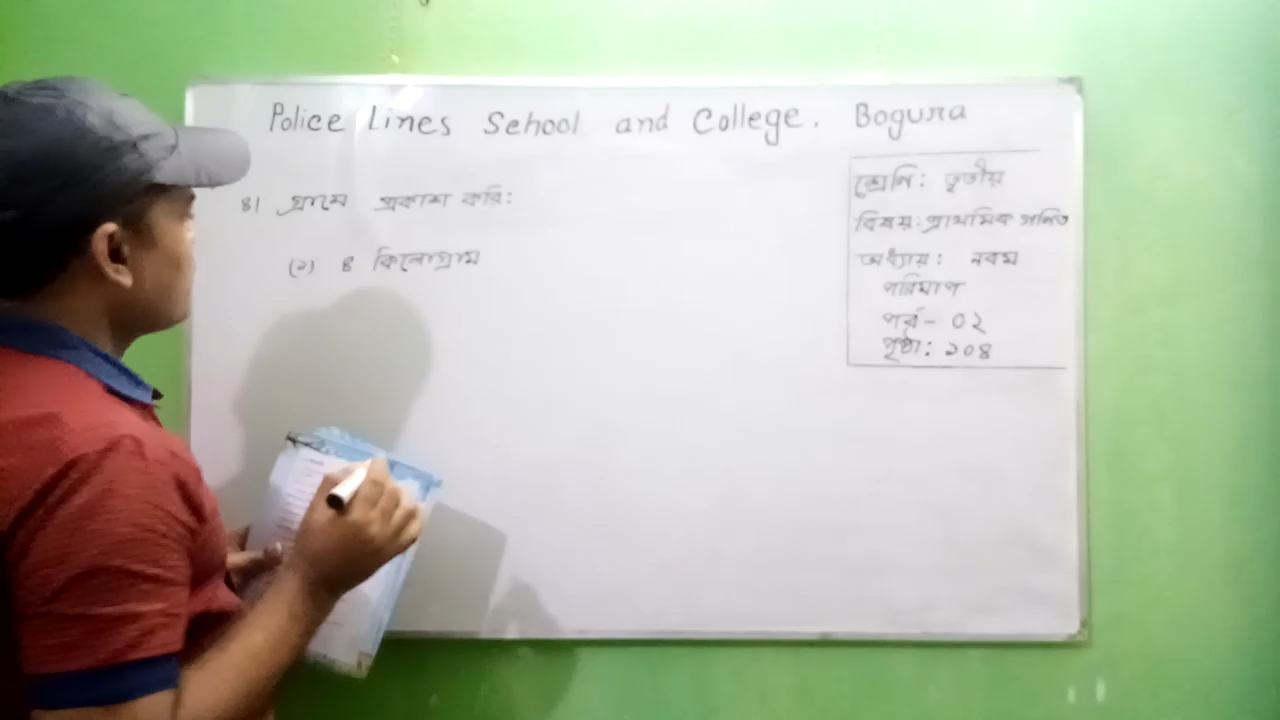 Police Lines School and College. Bogura
৪। গ্রামে প্রকাশ করি:
(১) ৪ কিলোগ্রাম
শ্রেণি: তৃতীয়
বিষয়: প্রাথমিক গণিত
অধ্যায়: নবম
পরিমাপ
পর্ব- ০২
পৃষ্ঠা: ১০৪